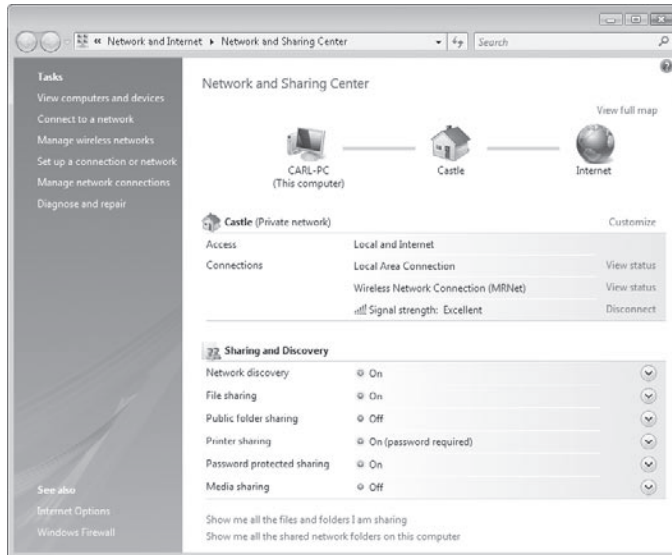 « Network and Internet ▸ Network and Sharing Center Search
Tasks
View computers and devices
Connect to a network
Manage wireless networks
Set up a connection or network
Manage network connections
Diagnose and repair
See also
Internet Options
Windows Firewall
Network and Sharing Center
View full map
CARL-PC
(This computer)
Castle
Internet
Castle (Private network) Customize
Access Local and Internet
Connections Local Area Connection View status
Wireless Network Connection (MRNet) View status
Signal strength: Excellent Disconnect
Sharing and Discovery
Network discovery On
File sharing On
Public folder sharing Off
Printer sharing On (password required)
Password protected sharing On
Media sharing Off
Show me all the files and folders I am sharing
Show me all the shared network folders on this computer